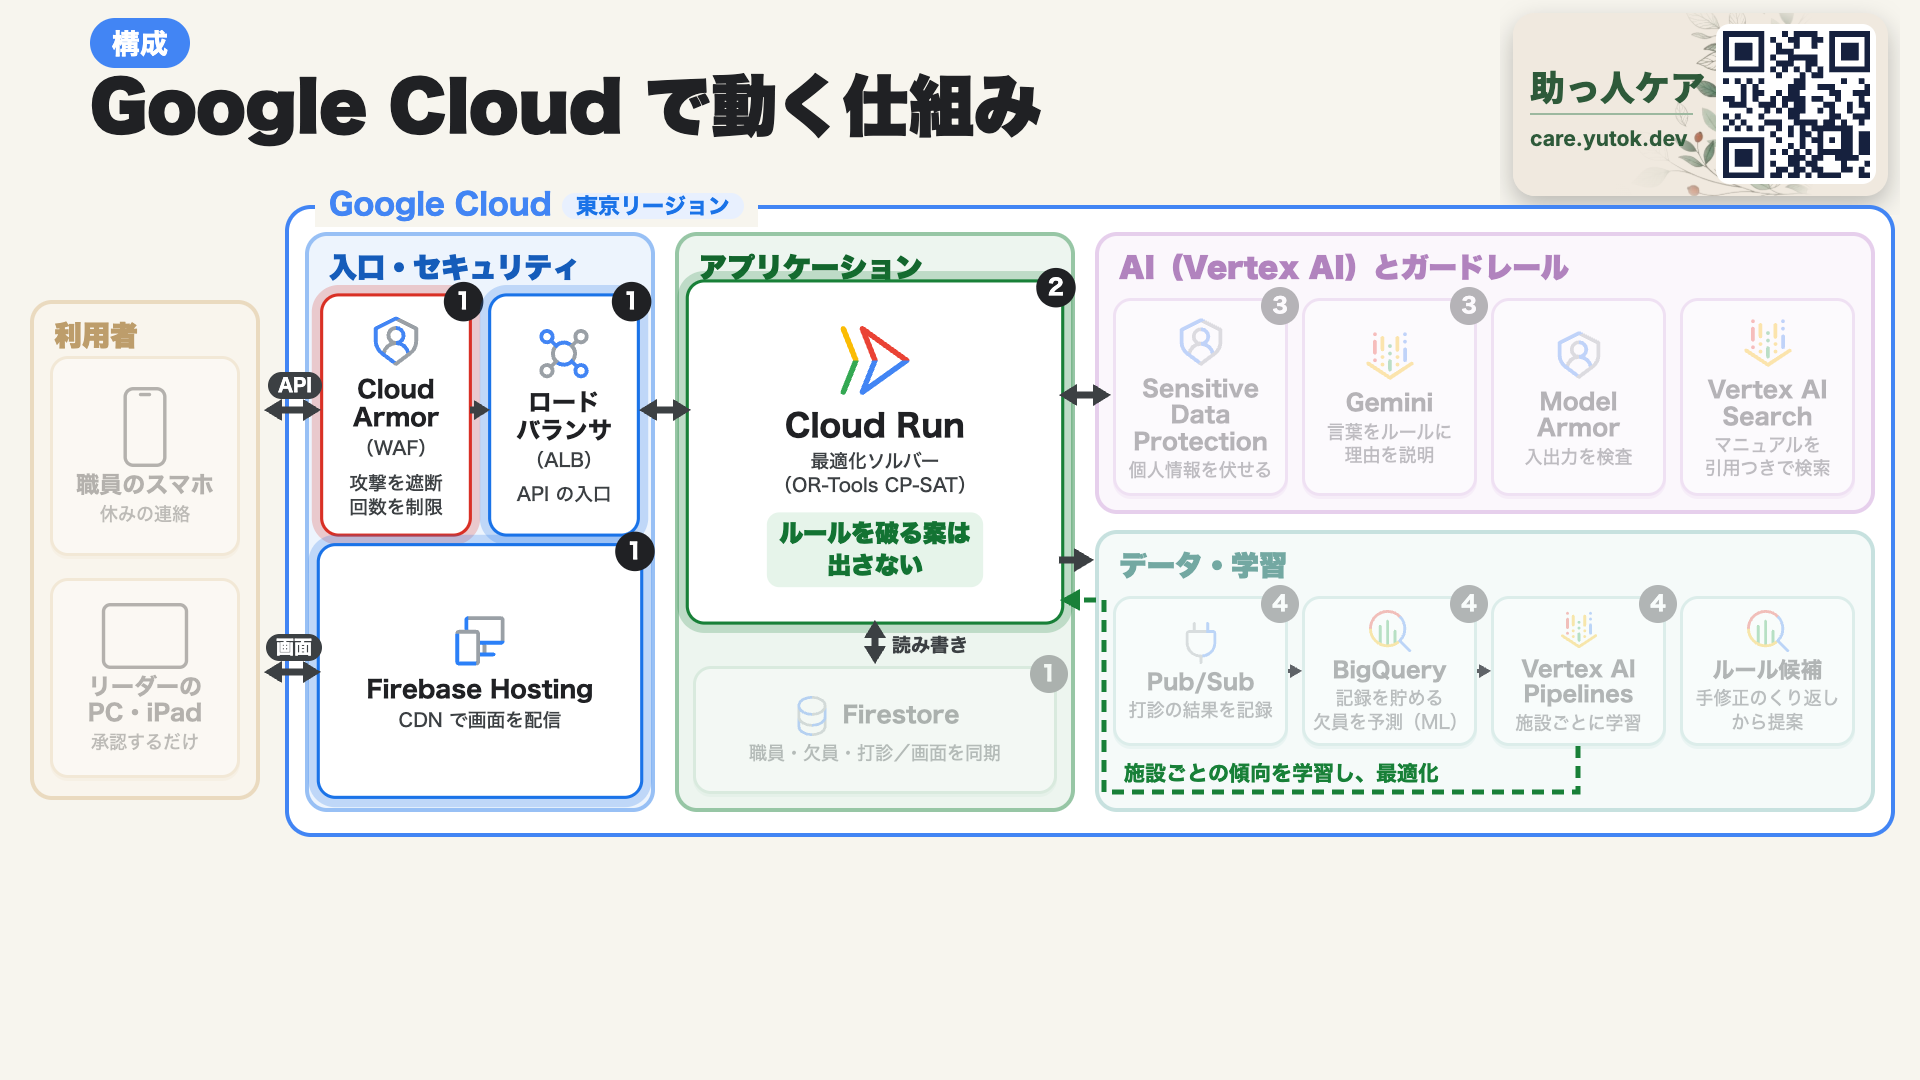 構成
Google Cloud で動く仕組み
助っ人ケア
care.yutok.dev
Google Cloud 東京リージョン
利用者
職員のスマホ
休みの連絡
リーダーの
PC・iPad
承認するだけ
API
画面
入口・セキュリティ
1
Cloud
Armor
（WAF）
攻撃を遮断
回数を制限
1
ロード
バランサ
（ALB）
API の入口
1
Firebase Hosting
CDN で画面を配信
アプリケーション
2
Cloud Run
最適化ソルバー
（OR-Tools CP-SAT）
ルールを破る案は
出さない
読み書き
1
Firestore
職員・欠員・打診／画面を同期
AI（Vertex AI）とガードレール
3
Sensitive
Data
Protection
個人情報を伏せる
3
Gemini
言葉をルールに
理由を説明
Model
Armor
入出力を検査
Vertex AI
Search
マニュアルを
引用つきで検索
データ・学習
4
Pub/Sub
打診の結果を記録
4
BigQuery
記録を貯める
欠員を予測（ML）
4
Vertex AI
Pipelines
施設ごとに学習
ルール候補
手修正のくり返し
から提案
施設ごとの傾向を学習し、最適化